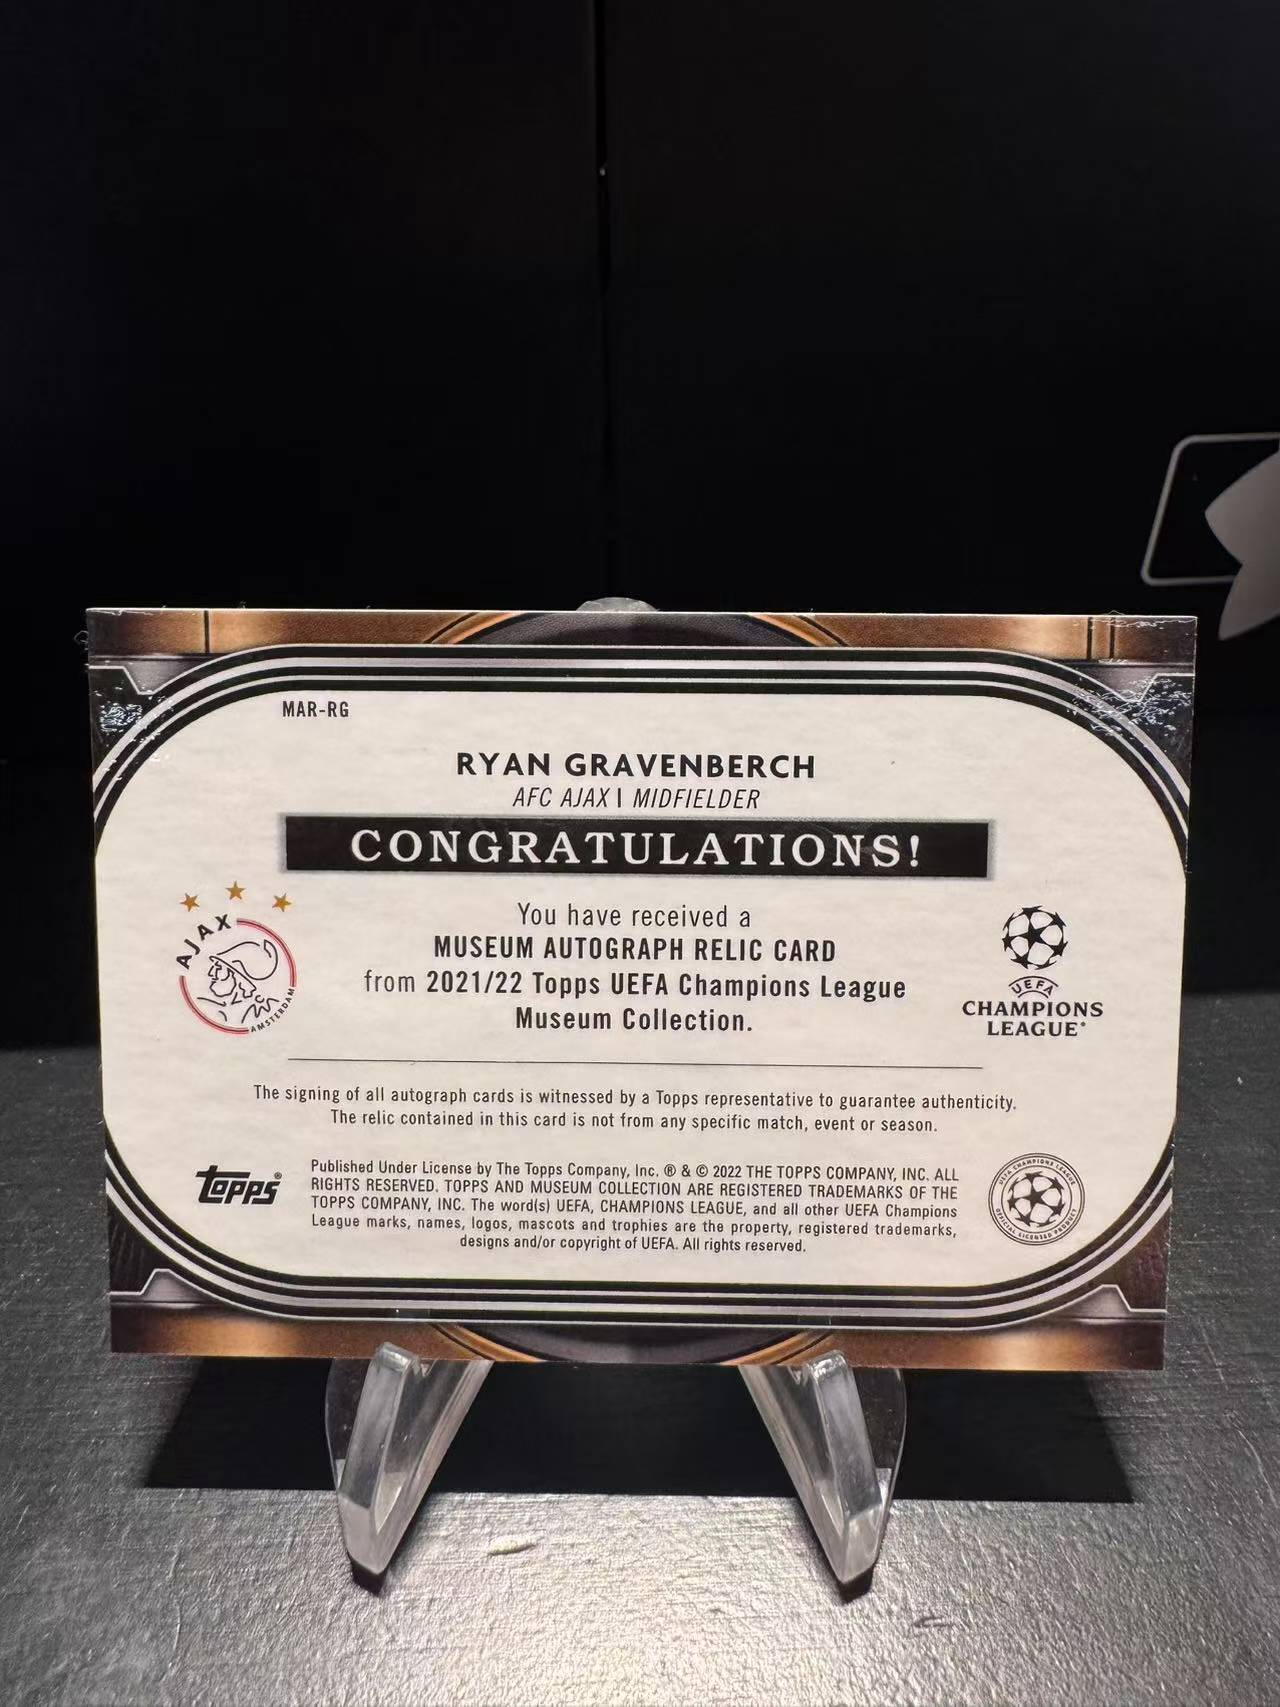 MAR-RG
RYAN GRAVENBERCH
AFC AJAX | MIDFIELDER
CONGRATULATIONS!
You have received a
MUSEUM AUTOGRAPH RELIC CARD
from 2021/22 Topps UEFA Champions League
Museum Collection.
AJAX
AMSTERDAM
UEFA
CHAMPIONS
LEAGUE®
The signing of all autograph cards is witnessed by a Topps representative to guarantee authenticity.
The relic contained in this card is not from any specific match, event or season.
topps®
Published Under License by The Topps Company, Inc. ® & © 2022 THE TOPPS COMPANY, INC. ALL
RIGHTS RESERVED. TOPPS AND MUSEUM COLLECTION ARE REGISTERED TRADEMARKS OF THE
TOPPS COMPANY, INC. The word(s) UEFA, CHAMPIONS LEAGUE, and all other UEFA Champions
League marks, names, logos, mascots and trophies are the property, registered trademarks,
designs and/or copyright of UEFA. All rights reserved.
UEFA CHAMPIONS LEAGUE
OFFICIAL LICENSED PRODUCT